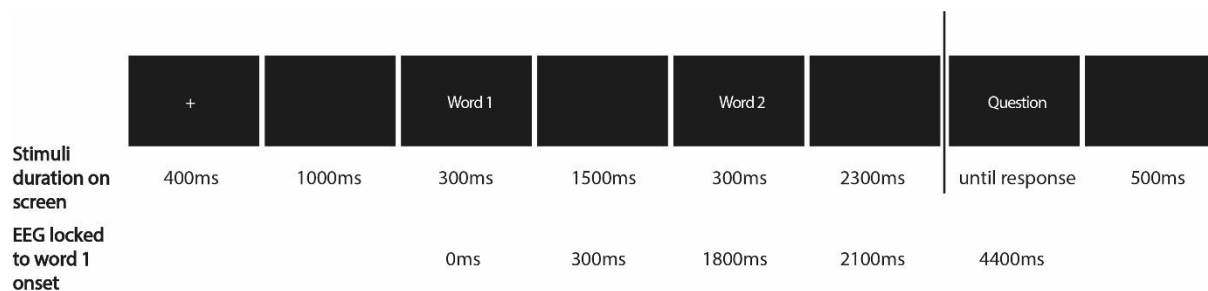 + Word 1 Word 2 Question
Stimuli
duration on 400ms 1000ms 300ms 1500ms 300ms 2300ms until response 500ms
screen
EEG locked
to word 1 0ms 300ms 1800ms 2100ms 4400ms
onset